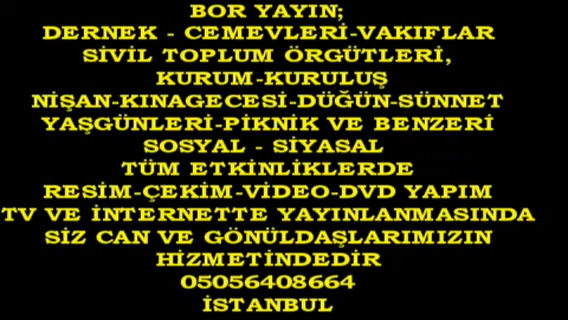 BOR YAYIN;
DERNEK - CEMEVLERİ-VAKIFLAR
SİVİL TOPLUM ÖRGÜTLERİ,
KURUM-KURULUŞ
NİŞAN-KINAGECESİ-DÜĞÜN-SÜNNET
YAŞGÜNLERİ-PİKNİK VE BENZERİ
SOSYAL - SİYASAL
TÜM ETKİNLİKLERDE
RESİM-ÇEKİM-VİDEO-DVD YAPIM
TV VE İNTERNETTE YAYINLANMASINDA
SİZ CAN VE GÖNÜLDAŞLARIMIZIN
HİZMETİNDEDİR
05056408664
İSTANBUL